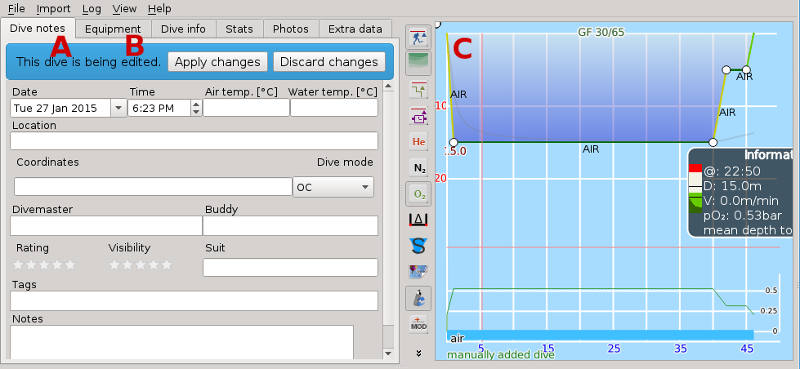 File Import Log View Help
Dive notes Equipment Dive info Stats Photos Extra data
A B
This dive is being edited. Apply changes Discard changes
Date Time Air temp. [°C] Water temp. [°C]
Tue 27 Jan 2015 6:23 PM
Location
Coordinates Dive mode
OC
Divemaster Buddy
Rating Visibility Suit
Tags
Notes
He
N₂
O₂
S
MOD
C
GF 30/65
AIR
AIR
10
AIR
AIR
15.0
20
Informat
@: 22:50
D: 15.0m
V: 0.0m/min
pO₂: 0.53bar
mean depth to
0.5
0.25
0
air
5 15 25 35 45
manually added dive